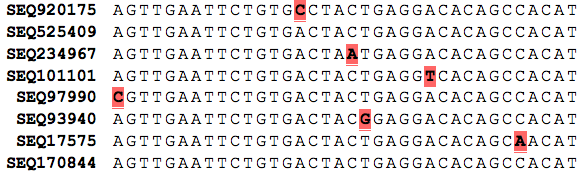 SEQ920175 AGTTGAATTCTGTGCCTACTGAGGACACAGCCACAT
SEQ525409 AGTTGAATTCTGTGACTACTGAGGACACAGCCACAT
SEQ234967 AGTTGAATTCTGTGACTAATGAGGACACAGCCACAT
SEQ101101 AGTTGAATTCTGTGACTACTGAGGTCACAGCCACAT
SEQ97990 CGTTGAATTCTGTGACTACTGAGGACACAGCCACAT
SEQ93940 AGTTGAATTCTGTGACTACGGAGGACACAGCCACAT
SEQ17575 AGTTGAATTCTGTGACTACTGAGGACACAGCAACAT
SEQ170844 AGTTGAATTCTGTGACTACTGAGGACACAGCCACAT